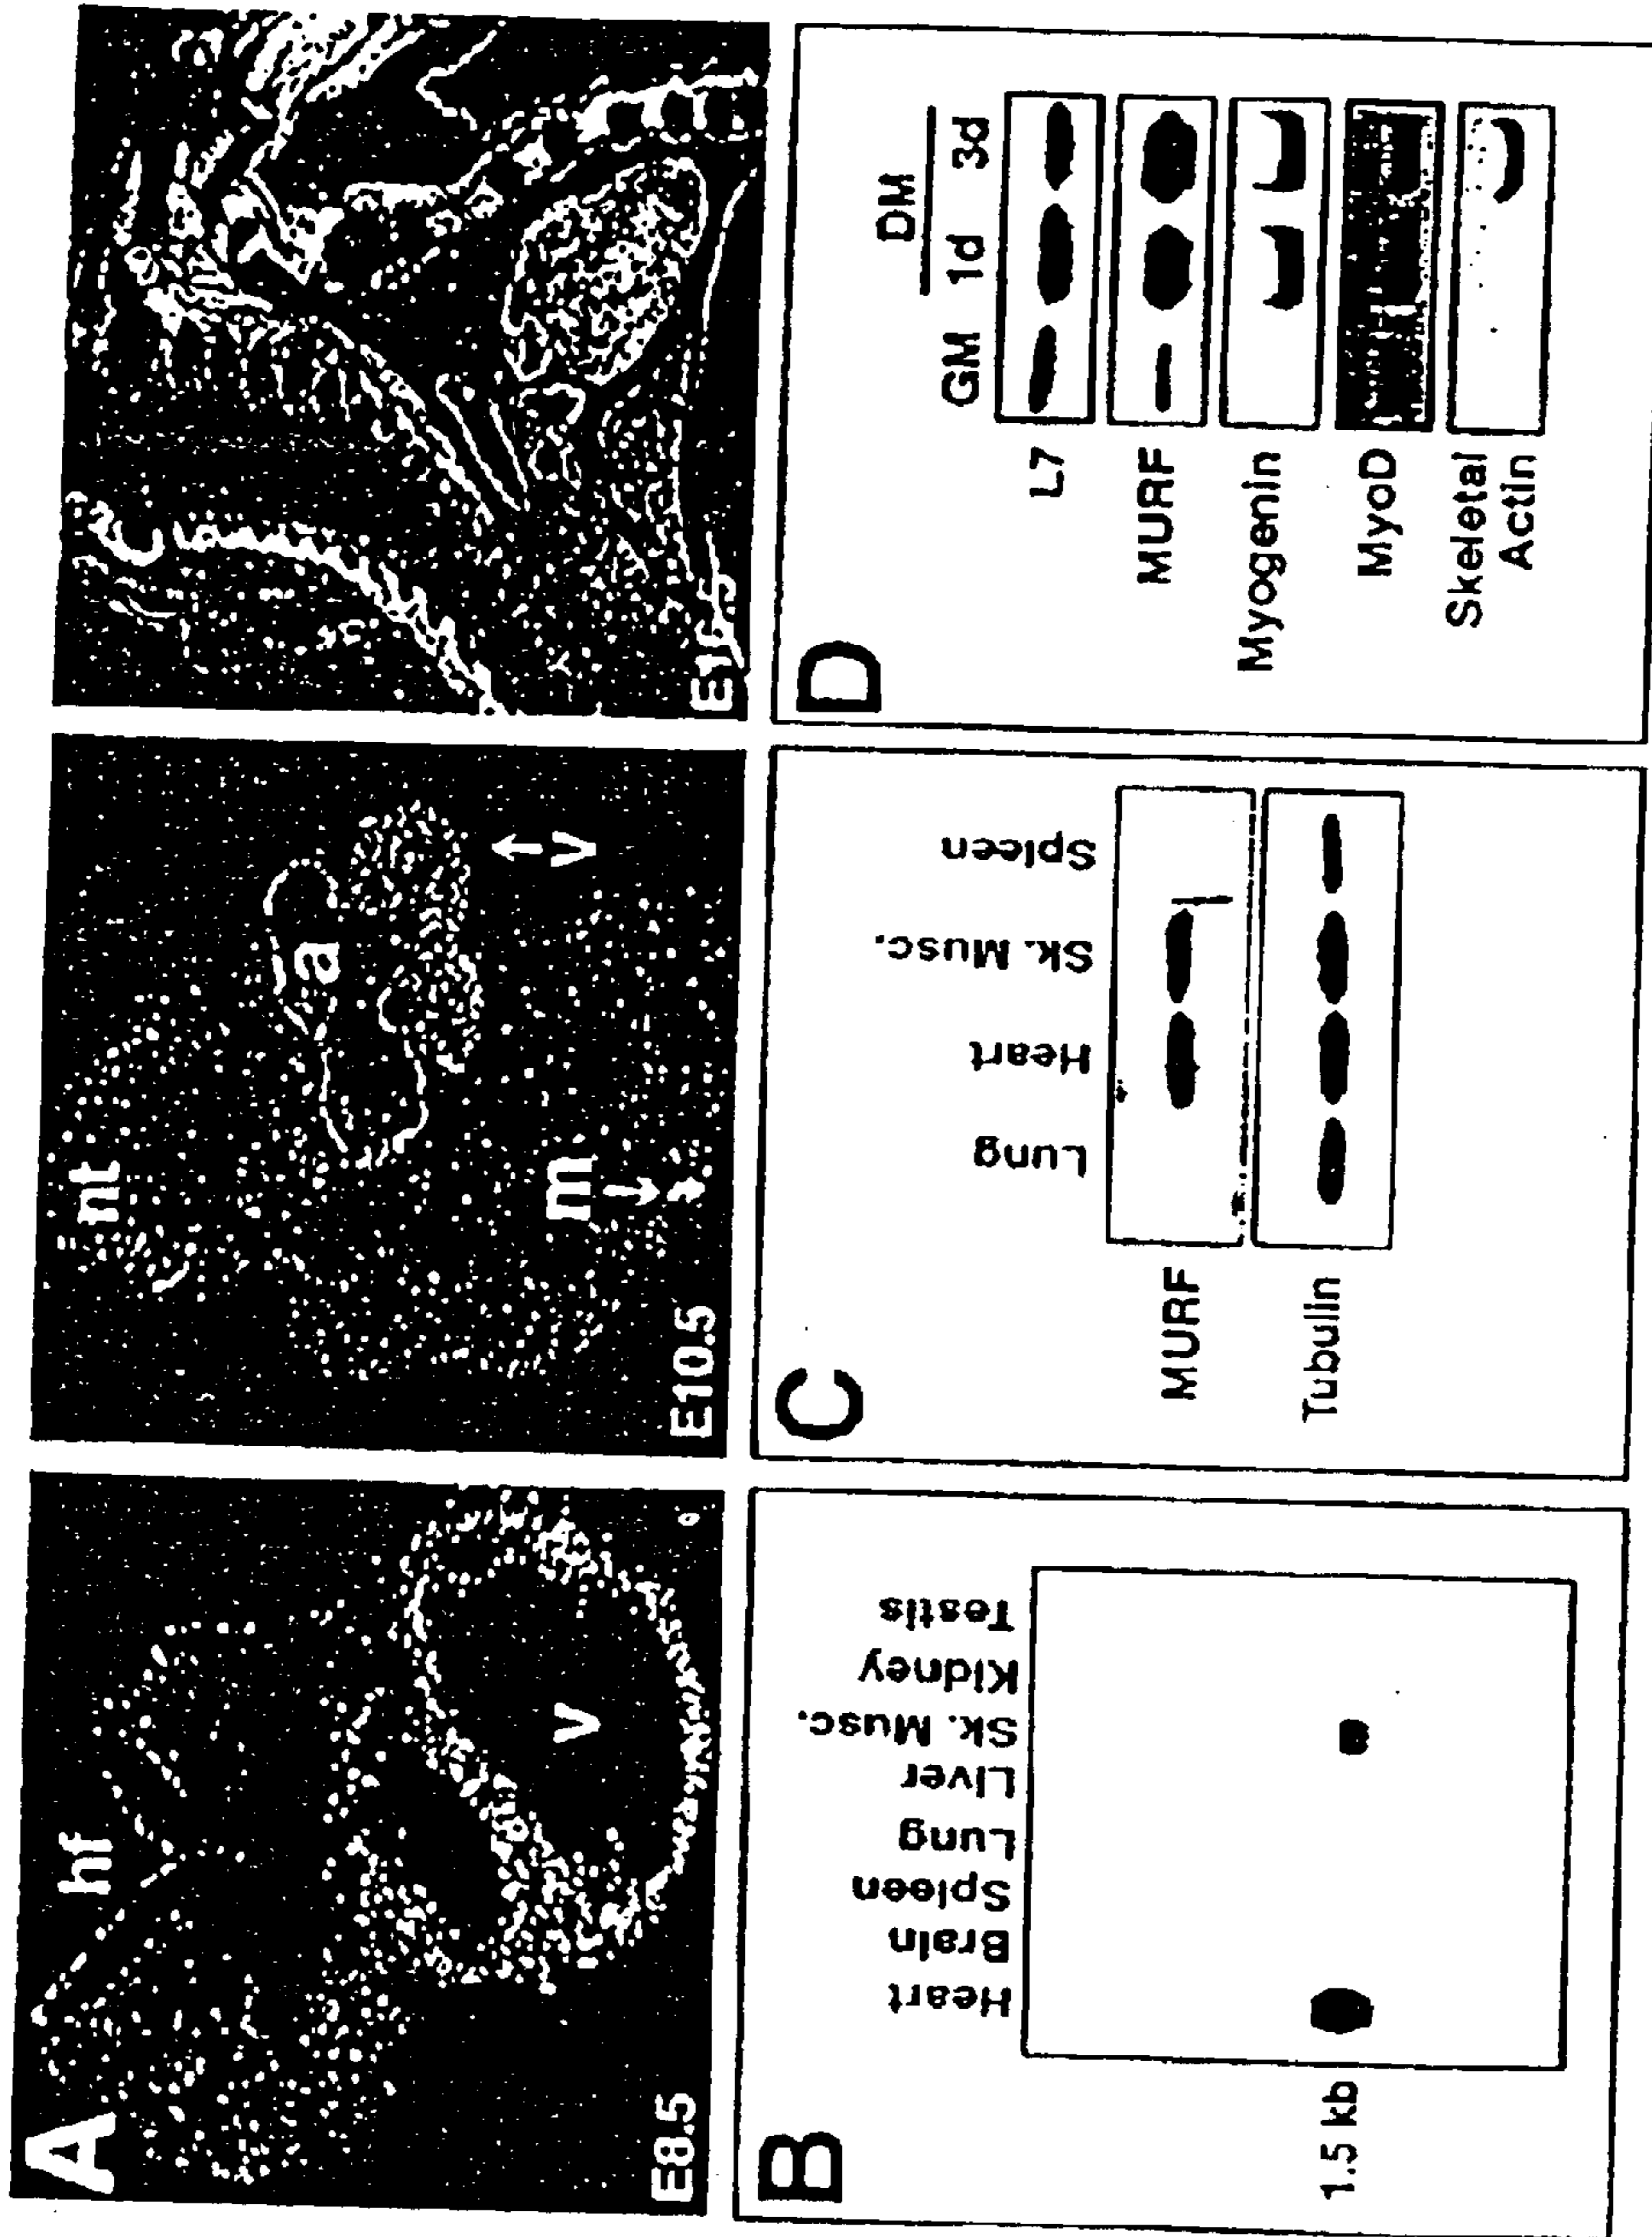 A
hf
v
E8.5
nt
a
v
m
E10.5
B
Heart
Brain
Spleen
Lung
Liver
Sk. Musc.
Kidney
Testis
1.5 kb
C
Lung
Heart
Sk. Musc.
Spleen
MURF
Tubulin
D
DM
GM 1d 3d
L7
MURF
Myogenin
MyoD
Skeletal
Actin